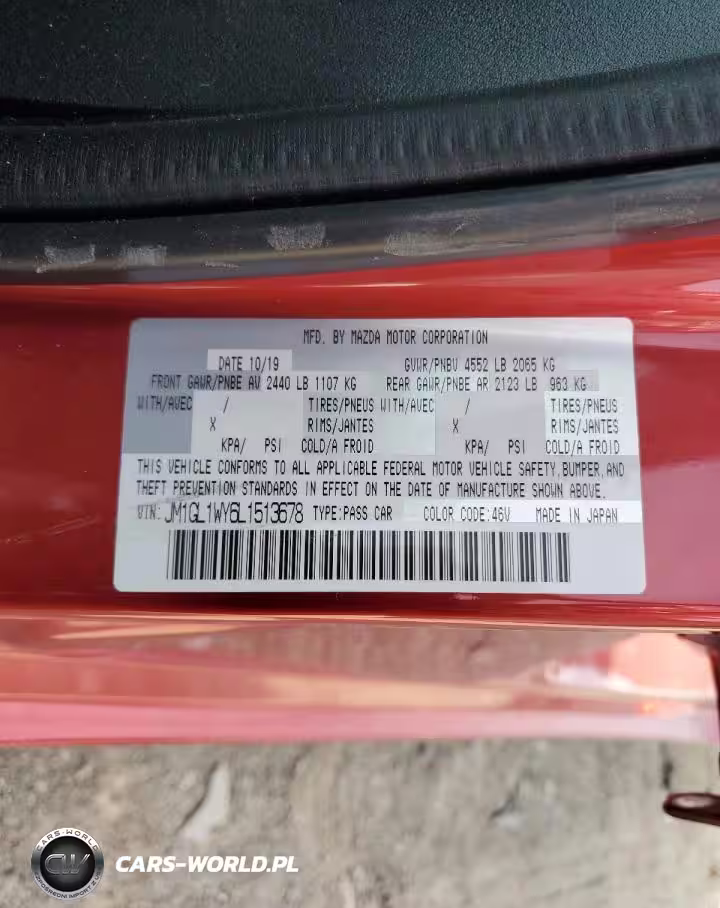 MFD. BY MAZDA MOTOR CORPORATION
DATE 10/19 GVWR/PNBV 4552 LB 2065 KG
FRONT GAWR/PNBE AV 2440 LB 1107 KG REAR GAWR/PNBE AR 2123 LB 963 KG
WITH/AVEC / TIRES/PNEUS WITH/AVEC / TIRES/PNEUS
X RIMS/JANTES X RIMS/JANTES
KPA/ PSI COLD/A FROID KPA/ PSI COLD/A FROID
THIS VEHICLE CONFORMS TO ALL APPLICABLE FEDERAL MOTOR VEHICLE SAFETY,BUMPER,AND
THEFT PREVENTION STANDARDS IN EFFECT ON THE DATE OF MANUFACTURE SHOWN ABOVE.
VIN: JM1GL1WY6L1513678 TYPE:PASS CAR COLOR CODE:46V MADE IN JAPAN
CARS-WORLD
CW
CARS-WORLD.PL